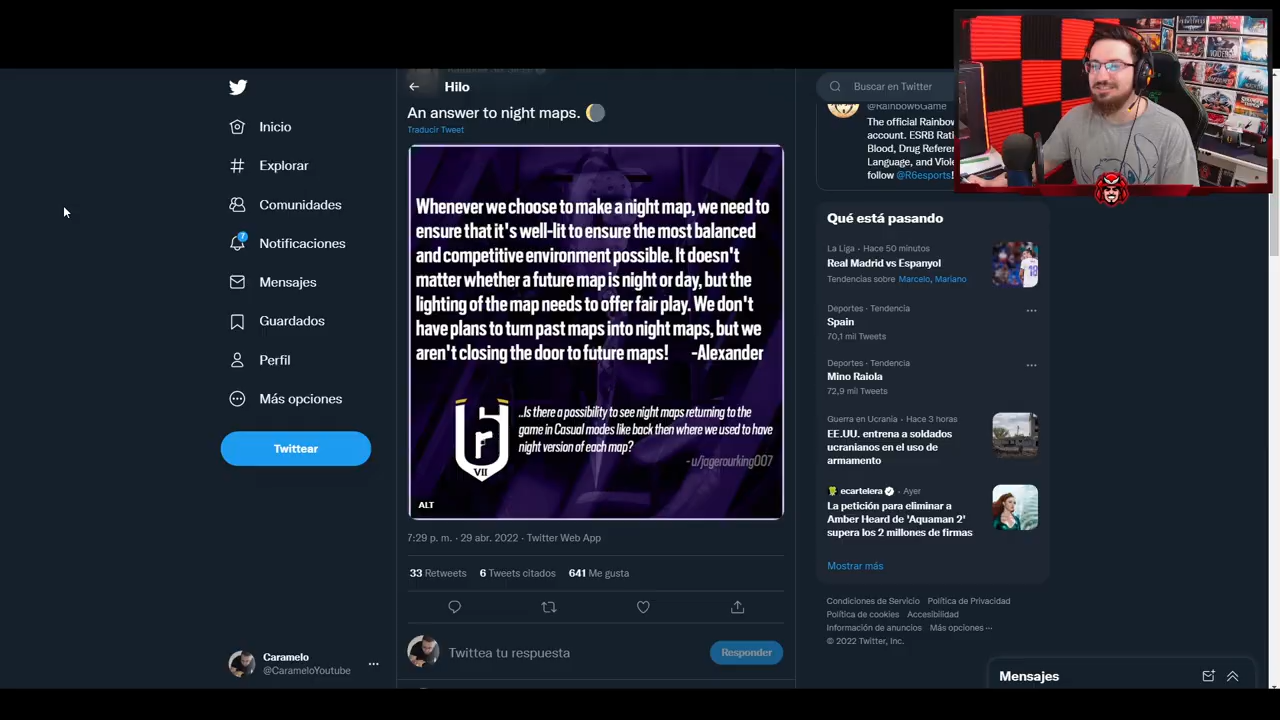 Inicio
Explorar
Comunidades
7
Notificaciones
Mensajes
Guardados
Perfil
Más opciones
Twittear
Caramelo
@CarameloYoutube
Hilo
An answer to night maps.
Traducir Tweet
Whenever we choose to make a night map, we need to
ensure that it's well-lit to ensure the most balanced
and competitive environment possible. It doesn't
matter whether a future map is night or day, but the
lighting of the map needs to offer fair play. We don't
have plans to turn past maps into night maps, but we
aren't closing the door to future maps! -Alexander
VII
..Is there a possibility to see night maps returning to the
game in Casual modes like back then where we used to have
night version of each map?
- u/jagerourking007
ALT
7:29 p. m. · 29 abr. 2022 · Twitter Web App
33 Retweets 6 Tweets citados 641 Me gusta
Twittea tu respuesta
Responder
Buscar en Twitter
@Rainbow6Game
The official Rainbow
account. ESRB Rati
Blood, Drug Referen
Language, and Viole
follow @R6esports!
Qué está pasando
La Liga · Hace 50 minutos
Real Madrid vs Espanyol
Tendencias sobre Marcelo, Mariano
Deportes · Tendencia
Spain
70,1 mil Tweets
Deportes · Tendencia
Mino Raiola
72,9 mil Tweets
Guerra en Ucrania · Hace 3 horas
EE.UU. entrena a soldados
ucranianos en el uso de
armamento
ecartelera · Ayer
La petición para eliminar a
Amber Heard de 'Aquaman 2'
supera los 2 millones de firmas
Mostrar más
Condiciones de Servicio Política de Privacidad
Política de cookies Accesibilidad
Información de anuncios Más opciones ···
© 2022 Twitter, Inc.
Mensajes